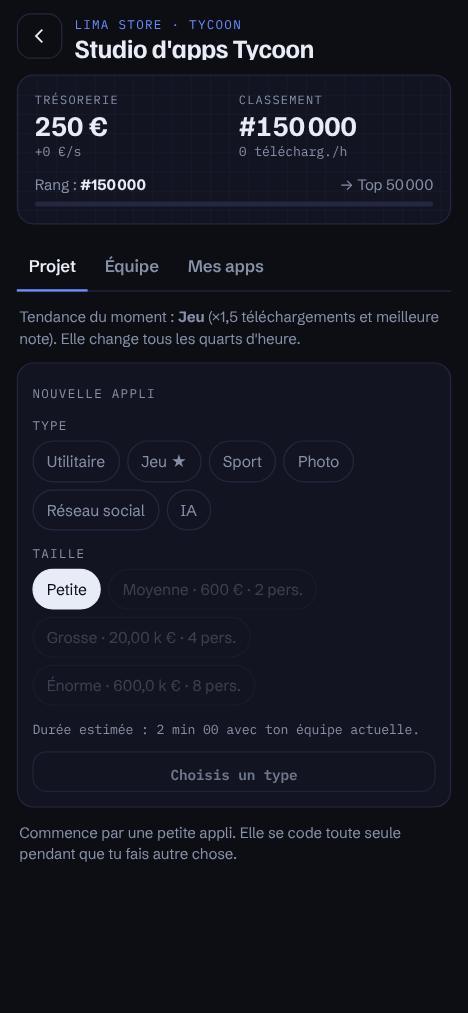 LIMA STORE · TYCOON
Studio d'apps Tycoon
TRÉSORERIE
250 €
+0 €/s
CLASSEMENT
#150 000
0 télécharg./h
Rang : #150 000
→ Top 50 000
Projet Équipe Mes apps
Tendance du moment : Jeu (×1,5 téléchargements et meilleure
note). Elle change tous les quarts d'heure.
NOUVELLE APPLI
TYPE
Utilitaire Jeu ★ Sport Photo
Réseau social IA
TAILLE
Petite Moyenne · 600 € · 2 pers.
Grosse · 20,00 k € · 4 pers.
Énorme · 600,0 k € · 8 pers.
Durée estimée : 2 min 00 avec ton équipe actuelle.
Choisis un type
Commence par une petite appli. Elle se code toute seule
pendant que tu fais autre chose.